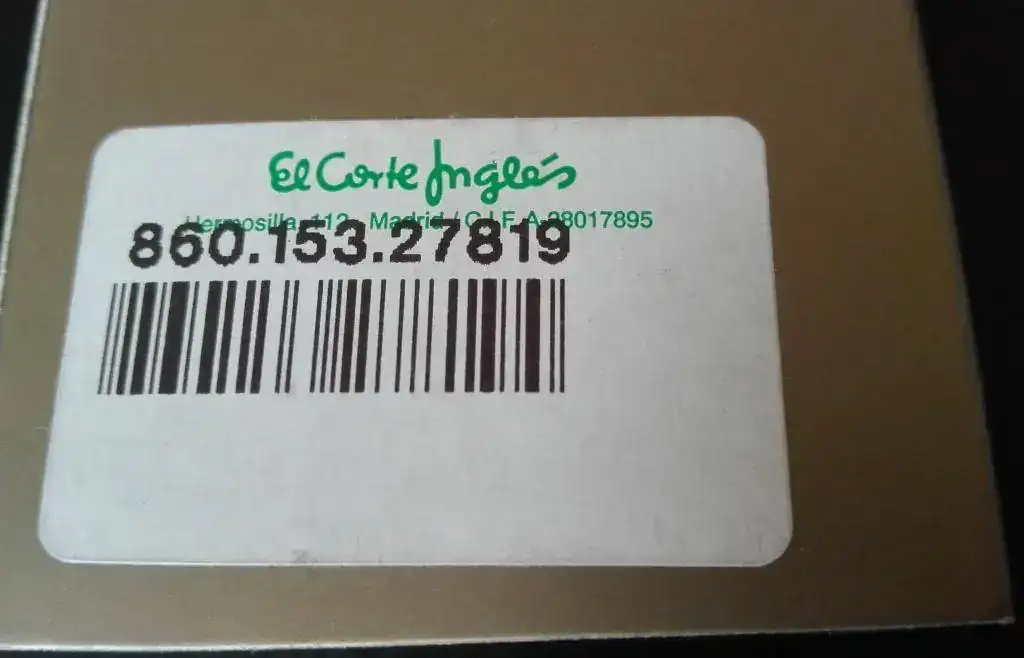 El Corte Inglés
Hermosilla, 112 - Madrid / C.I.F. A-28017895
860.153.27819